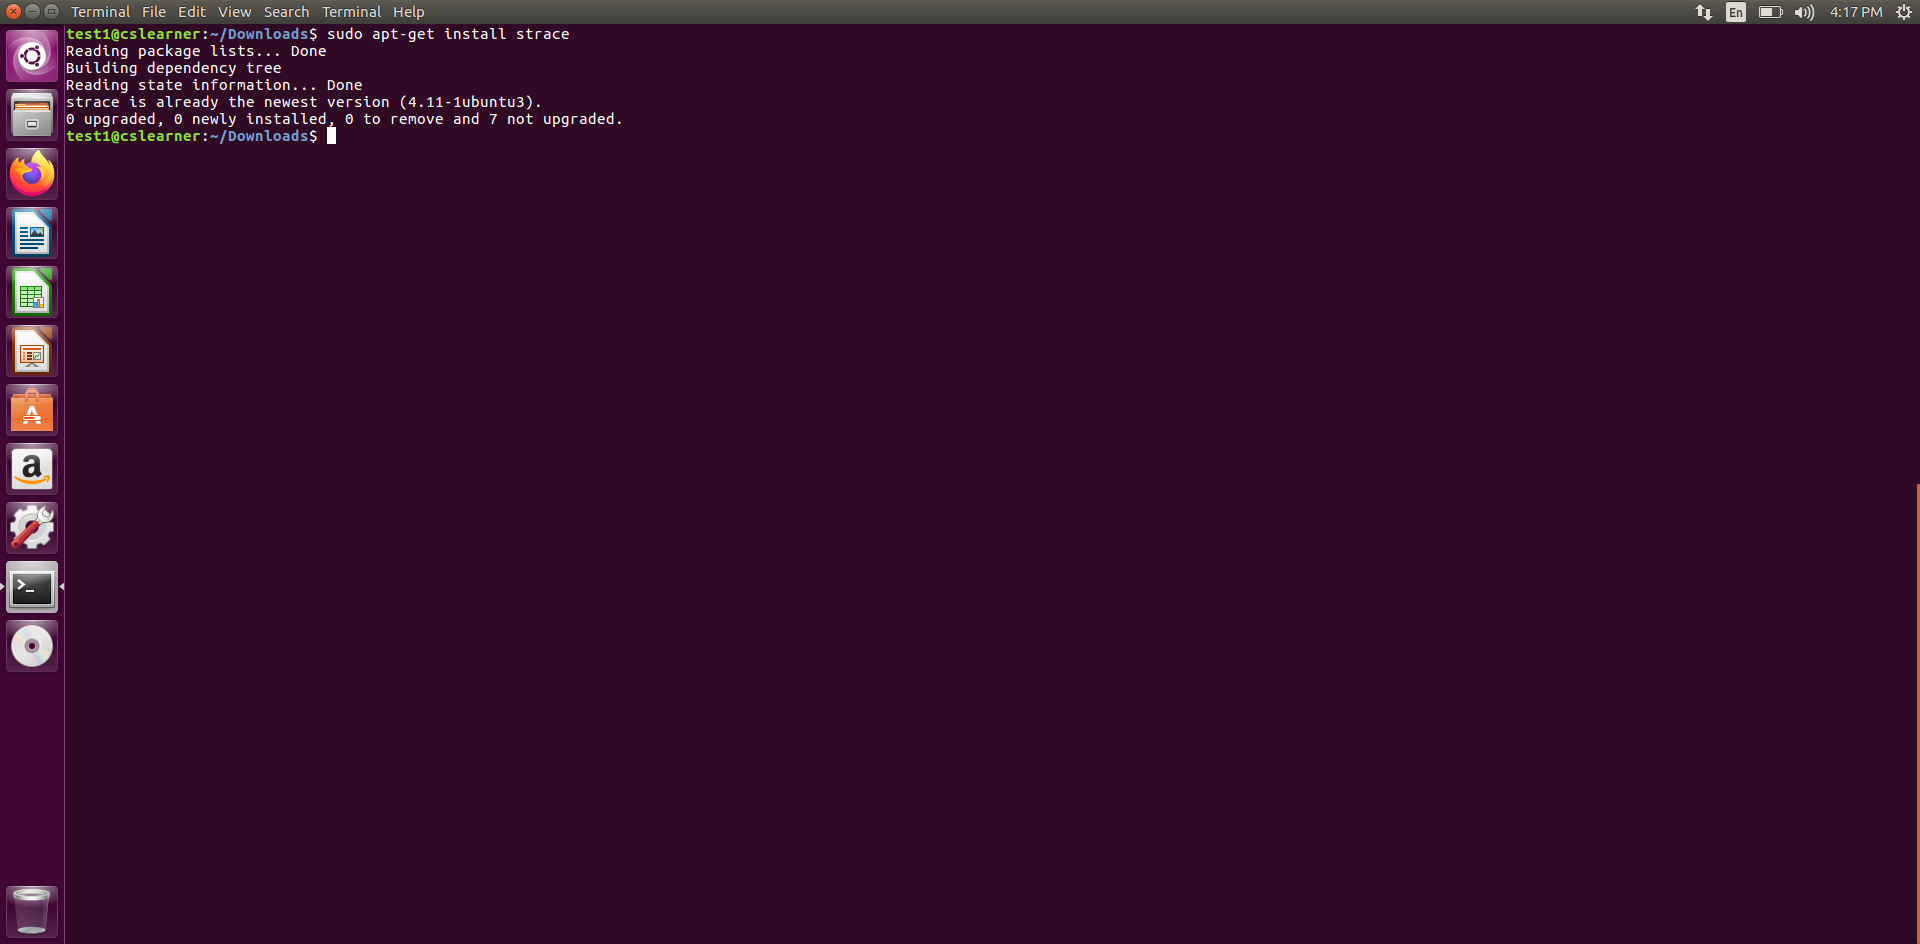 Terminal File Edit View Search Terminal Help En 4:17 PM
test1@cslearner:~/Downloads$ sudo apt-get install strace
Reading package lists... Done
Building dependency tree
Reading state information... Done
strace is already the newest version (4.11-1ubuntu3).
0 upgraded, 0 newly installed, 0 to remove and 7 not upgraded.
test1@cslearner:~/Downloads$